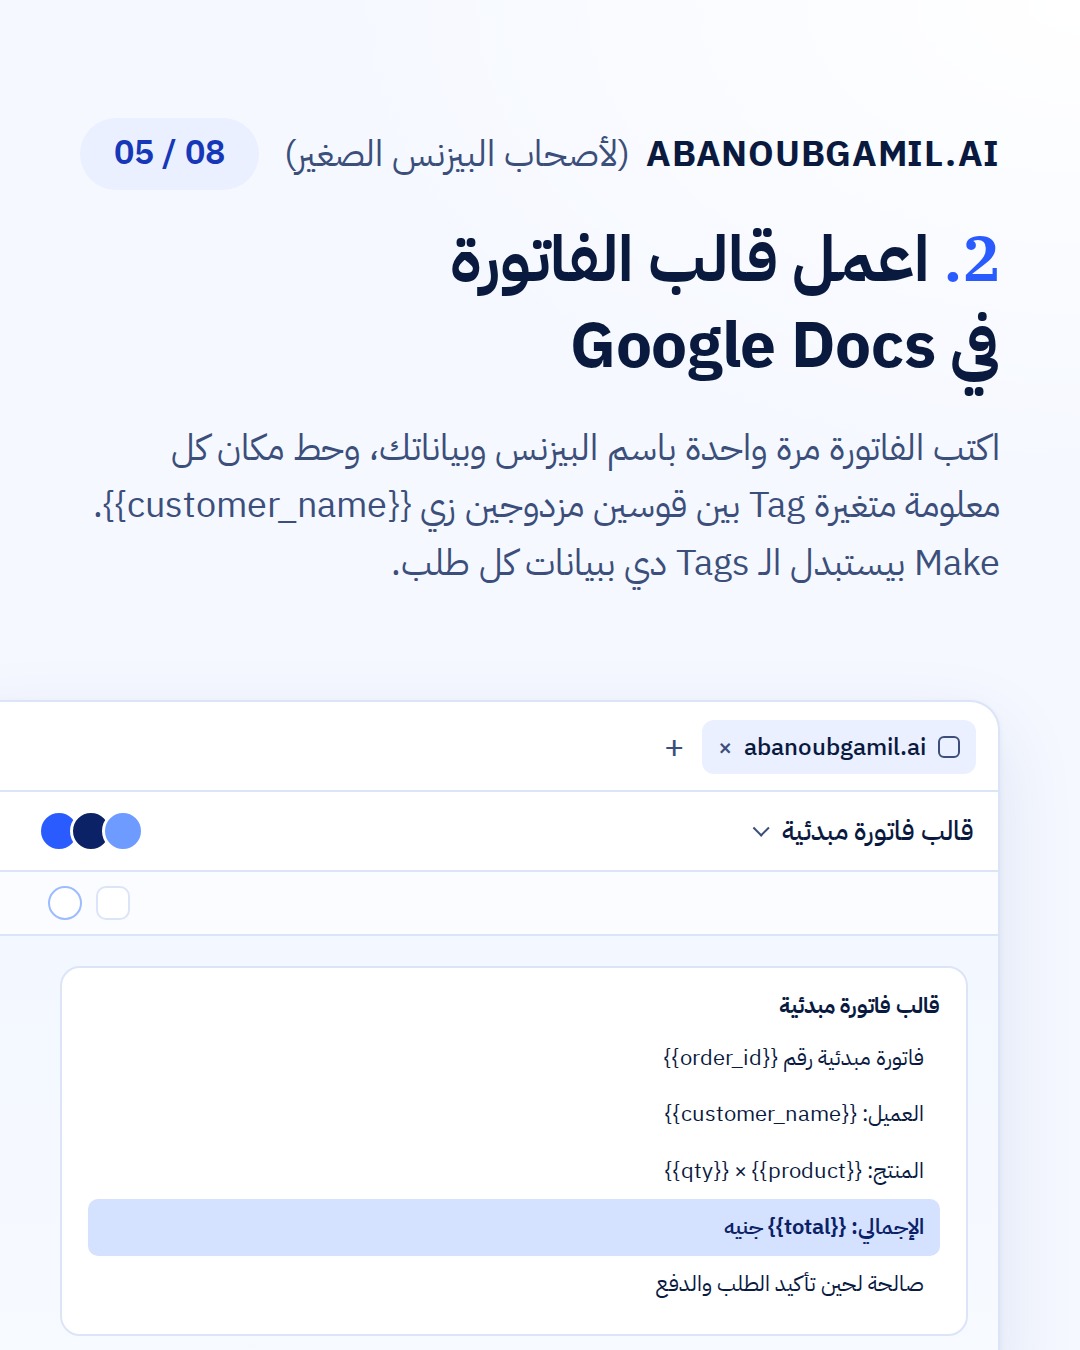 ABANOUBGAMIL.AI (لأصحاب البيزنس الصغير) 05 / 08
2. اعمل قالب الفاتورة
في Google Docs
اكتب الفاتورة مرة واحدة باسم البيزنس وبياناتك، وحط مكان كل
معلومة متغيرة Tag بين قوسين مزدوجين زي {{customer_name}}.
Make بيستبدل الـ Tags دي ببيانات كل طلب.
abanoubgamil.ai × +
قالب فاتورة مبدئية
قالب فاتورة مبدئية
فاتورة مبدئية رقم {{order_id}}
العميل: {{customer_name}}
المنتج: {{product}} × {{qty}}
الإجمالي: {{total}} جنيه
صالحة لحين تأكيد الطلب والدفع